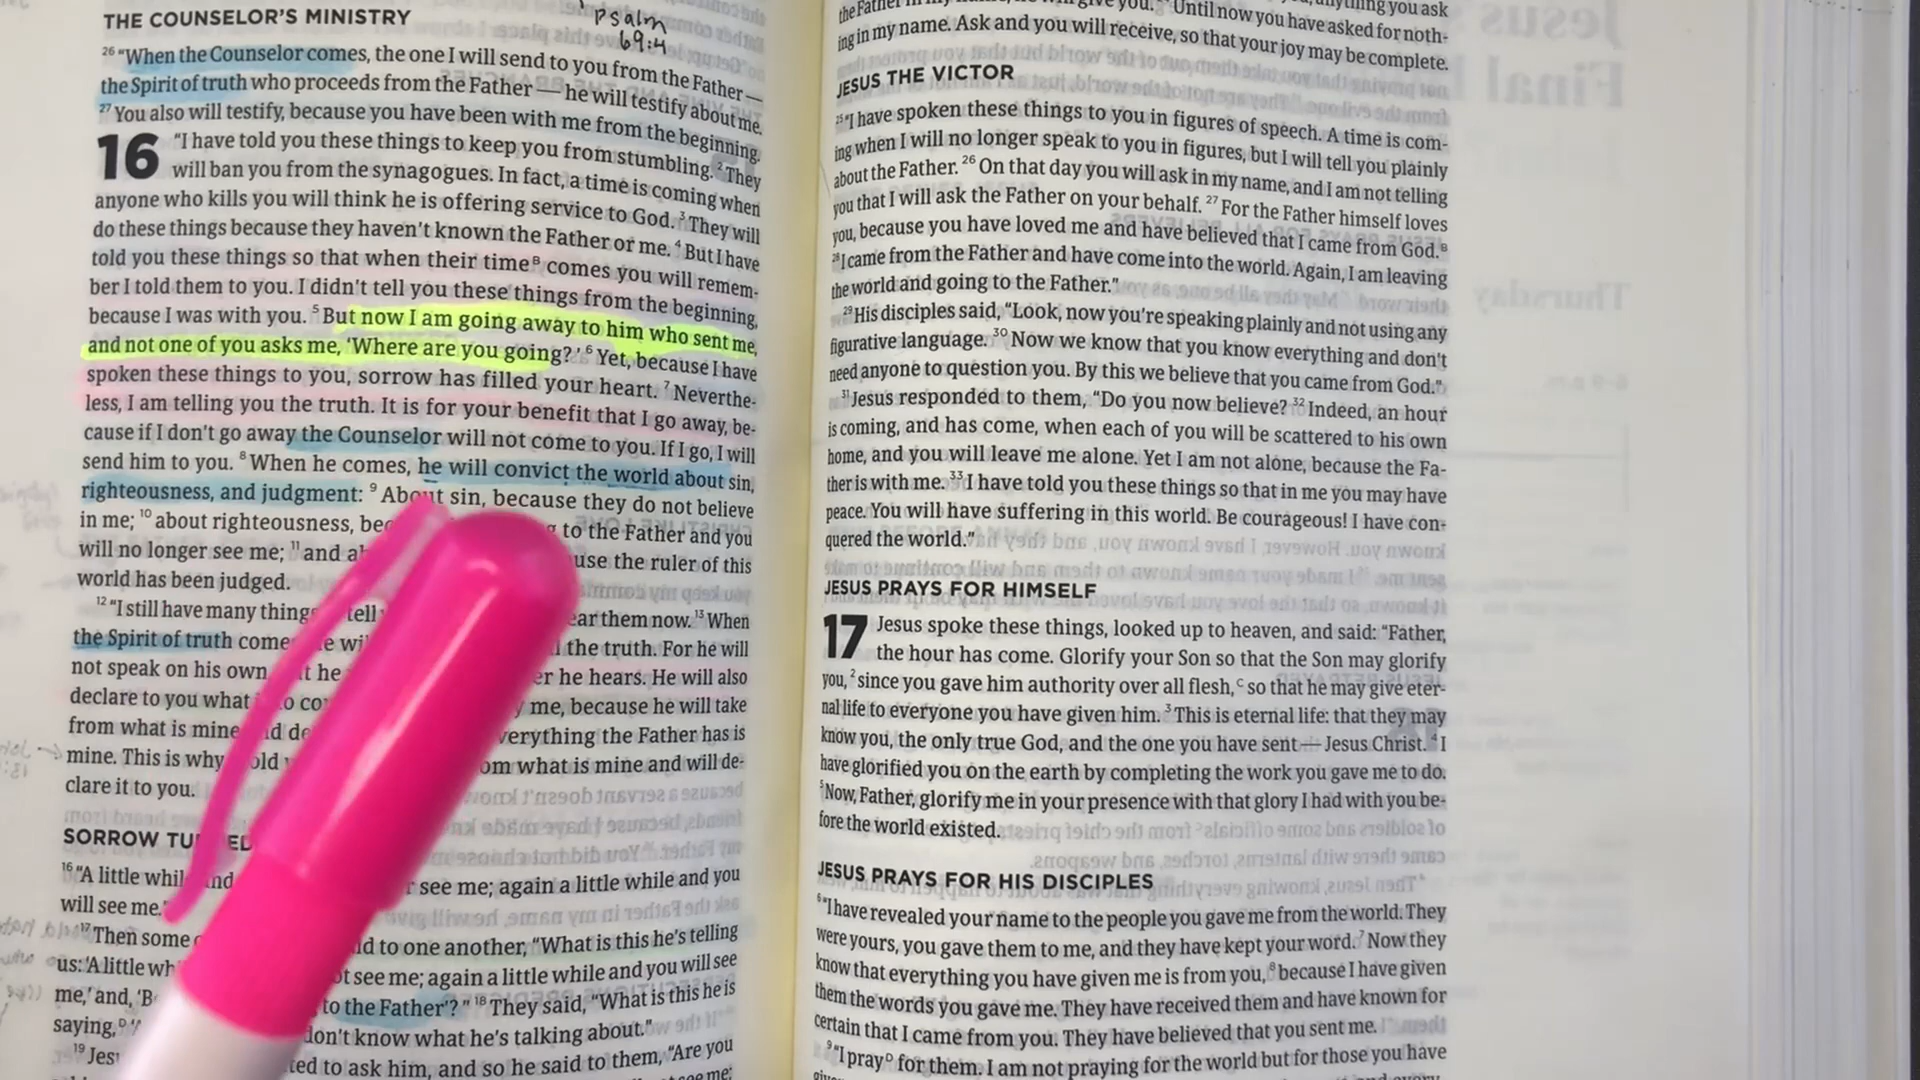 THE COUNSELOR'S MINISTRY
Psalm
69:4
26 "When the Counselor comes, the one I will send to you from the Father —
the Spirit of truth who proceeds from the Father — he will testify about me.
27 You also will testify, because you have been with me from the beginning.
16 "I have told you these things to keep you from stumbling. 2 They
will ban you from the synagogues. In fact, a time is coming when
anyone who kills you will think he is offering service to God. 3 They will
do these things because they haven't known the Father or me. 4 But I have
told you these things so that when their time B comes you will remem-
ber I told them to you. I didn't tell you these things from the beginning,
because I was with you. 5 But now I am going away to him who sent me,
and not one of you asks me, 'Where are you going?' 6 Yet, because I have
spoken these things to you, sorrow has filled your heart. 7 Neverthe-
less, I am telling you the truth. It is for your benefit that I go away, be-
cause if I don't go away the Counselor will not come to you. If I go, I will
send him to you. 8 When he comes, he will convict the world about sin,
righteousness, and judgment: 9 About sin, because they do not believe
in me; 10 about righteousness, to the Father and you
will no longer see me; 11 and the ruler of this
world has been judged.
12 "I still have many things tell them now. 13 When
the Spirit of truth the truth. For he will
not speak on his own he hears. He will also
declare to you what me, because he will take
from what is mine everything the Father has is
mine. This is why from what is mine and will de-
clare it to you.
SORROW
16 "A little see me; again a little while and you
will see me."
17 Then some to one another, "What is this he's telling
us: 'A little see me; again a little while and you will see
me,' and, to the Father'?" 18 They said, "What is this he is
saying, D don't know what he's talking about."
19 to ask him, and so he said to them, "Are you
see me;
the Father in my name, you. Until now you have asked for noth-
ing in my name. Ask and you will receive, so that your joy may be complete.
JESUS THE VICTOR
25 "I have spoken these things to you in figures of speech. A time is com-
ing when I will no longer speak to you in figures, but I will tell you plainly
about the Father. 26 On that day you will ask in my name, and I am not telling
you that I will ask the Father on your behalf. 27 For the Father himself loves
you, because you have loved me and have believed that I came from God. B
28 I came from the Father and have come into the world. Again, I am leaving
the world and going to the Father."
29 His disciples said, "Look, now you're speaking plainly and not using any
figurative language. 30 Now we know that you know everything and don't
need anyone to question you. By this we believe that you came from God."
31 Jesus responded to them, "Do you now believe? 32 Indeed, an hour
is coming, and has come, when each of you will be scattered to his own
home, and you will leave me alone. Yet I am not alone, because the Fa-
ther is with me. 33 I have told you these things so that in me you may have
peace. You will have suffering in this world. Be courageous! I have con-
quered the world."
JESUS PRAYS FOR HIMSELF
17 Jesus spoke these things, looked up to heaven, and said: "Father,
the hour has come. Glorify your Son so that the Son may glorify
you, 2 since you gave him authority over all flesh, C so that he may give eter-
nal life to everyone you have given him. 3 This is eternal life: that they may
know you, the only true God, and the one you have sent — Jesus Christ. 4 I
have glorified you on the earth by completing the work you gave me to do.
5 Now, Father, glorify me in your presence with that glory I had with you be-
fore the world existed.
JESUS PRAYS FOR HIS DISCIPLES
6 "I have revealed your name to the people you gave me from the world. They
were yours, you gave them to me, and they have kept your word. 7 Now they
know that everything you have given me is from you, 8 because I have given
them the words you gave me. They have received them and have known for
certain that I came from you. They have believed that you sent me.
9 "I pray D for them. I am not praying for the world but for those you have